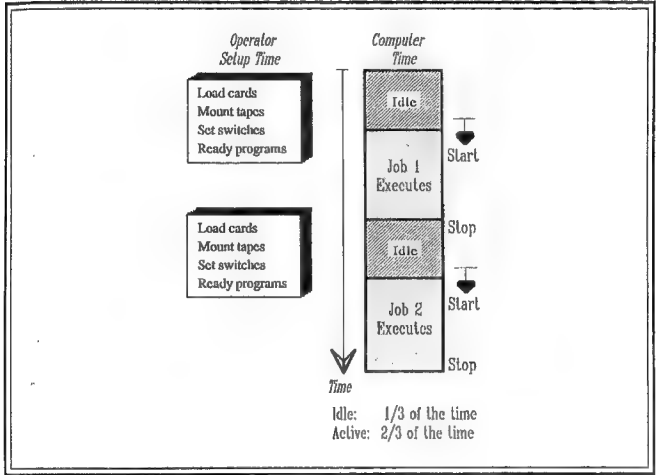 Operator
Setup Time
Computer
Time
Load cards
Mount tapes
Set switches
Ready programs
Idle
Start
Job 1
Executes
Stop
Load cards
Mount tapes
Set switches
Ready programs
Idle
Start
Job 2
Executes
Stop
Time
Idle: 1/3 of the time
Active: 2/3 of the time